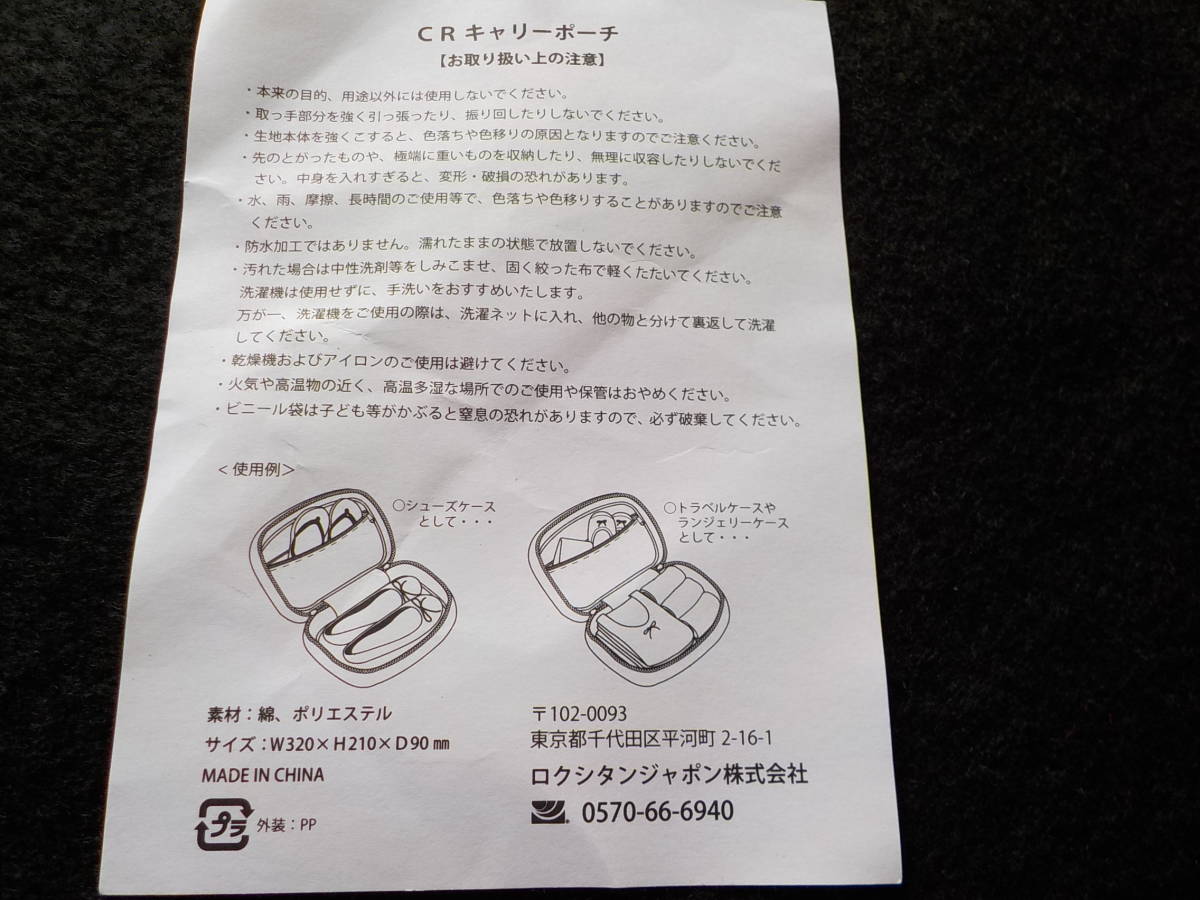 CRキャリーポーチ
【お取り扱い上の注意】
・本来の目的、用途以外には使用しないでください。
・取っ手部分を強く引っ張ったり、振り回したりしないでください。
・生地本体を強くこすると、色落ちや色移りの原因となりますのでご注意ください。
・先のとがったものや、極端に重いものを収納したり、無理に収容したりしないでくだ
さい。中身を入れすぎると、変形・破損の恐れがあります。
・水、雨、摩擦、長時間のご使用等で、色落ちや色移りすることがありますのでご注意
ください。
・防水加工ではありません。濡れたままの状態で放置しないでください。
・汚れた場合は中性洗剤等をしみこませ、固く絞った布で軽くたたいてください。
洗濯機は使用せずに、手洗いをおすすめいたします。
万が一、洗濯機をご使用の際は、洗濯ネットに入れ、他の物と分けて裏返して洗濯
してください。
・乾燥機およびアイロンのご使用は避けてください。
・火気や高温物の近く、高温多湿な場所でのご使用や保管はおやめください。
・ビニール袋は子ども等がかぶると窒息の恐れがありますので、必ず破棄してください。
<使用例>
○シューズケース
として・・・
○トラベルケースや
ランジェリーケース
として・・・
素材：綿、ポリエステル
サイズ：W320×H210×D90㎜
MADE IN CHINA
プラ 外装：PP
〒102-0093
東京都千代田区平河町 2-16-1
ロクシタンジャポン株式会社
0570-66-6940